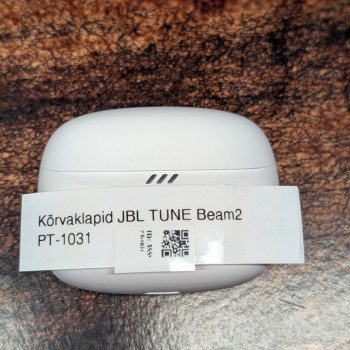 Kõrvaklapid JBL TUNE Beam2
PT-1031